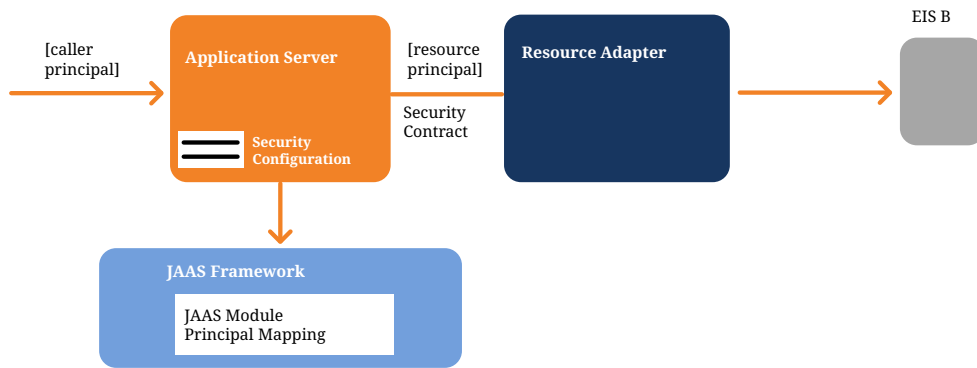 [caller
principal]
Application Server
Security
Configuration
[resource
principal]
Security
Contract
Resource Adapter
EIS B
JAAS Framework
JAAS Module
Principal Mapping